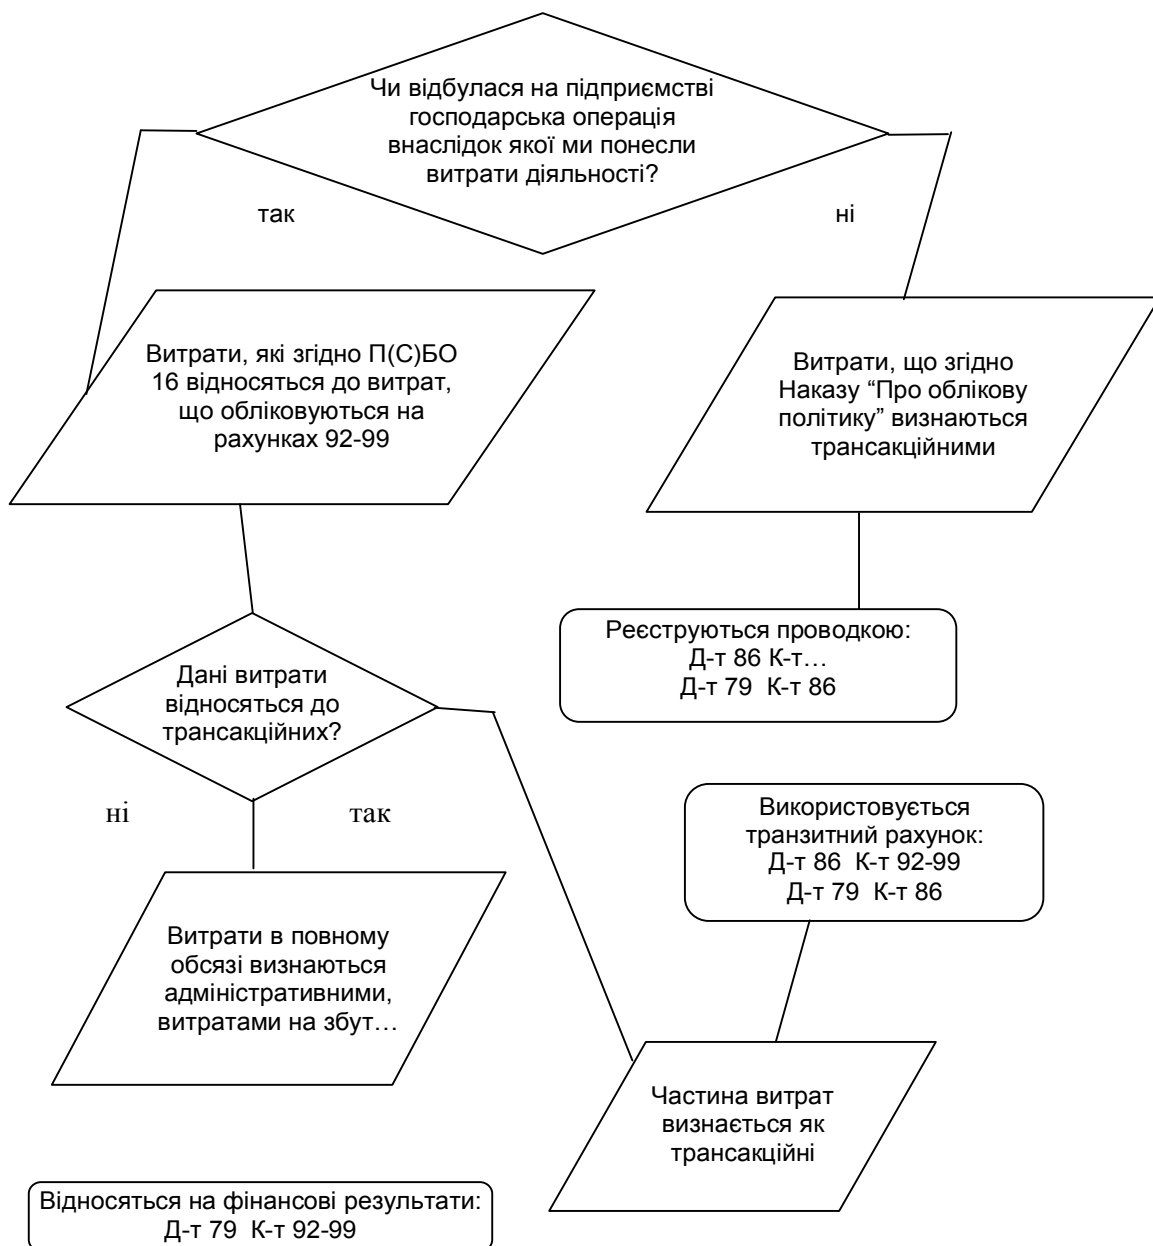 Чи відбулася на підприємстві
господарська операція
внаслідок якої ми понесли
витрати діяльності?
так
ні
Витрати, які згідно П(С)БО
16 відносяться до витрат,
що обліковуються на
рахунках 92-99
Витрати, що згідно
Наказу “Про облікову
політику” визнаються
трансакційними
Реєструються проводкою:
Д-т 86 К-т…
Д-т 79 К-т 86
Дані витрати
відносяться до
трансакційних?
ні
так
Використовується
транзитний рахунок:
Д-т 86 К-т 92-99
Д-т 79 К-т 86
Витрати в повному
обсязі визнаються
адміністративними,
витратами на збут…
Частина витрат
визнається як
трансакційні
Відносяться на фінансові результати:
Д-т 79 К-т 92-99